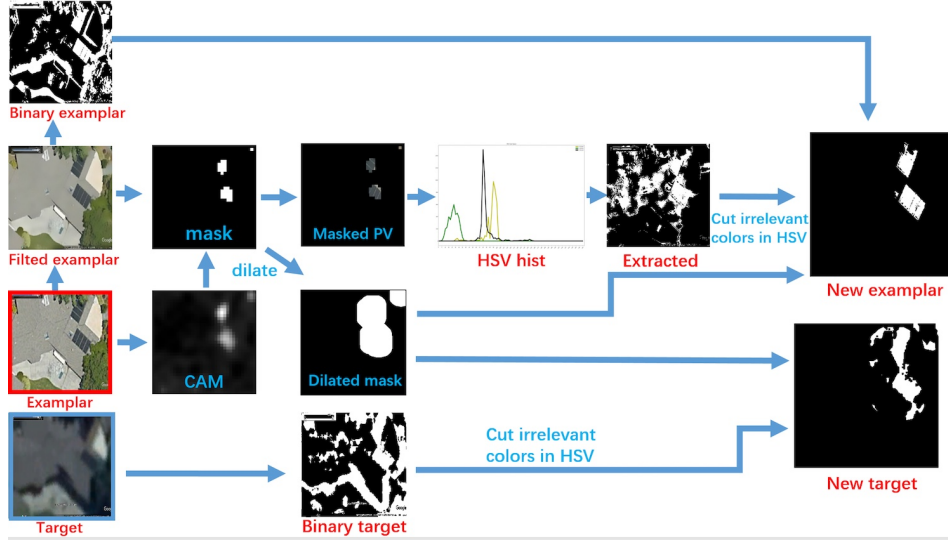 Binary examplar
Filted examplar
mask
Masked PV
HSV hist
Extracted
Cut irrelevant
colors in HSV
New examplar
dilate
Examplar
CAM
Dilated mask
Target
Binary target
Cut irrelevant
colors in HSV
New target